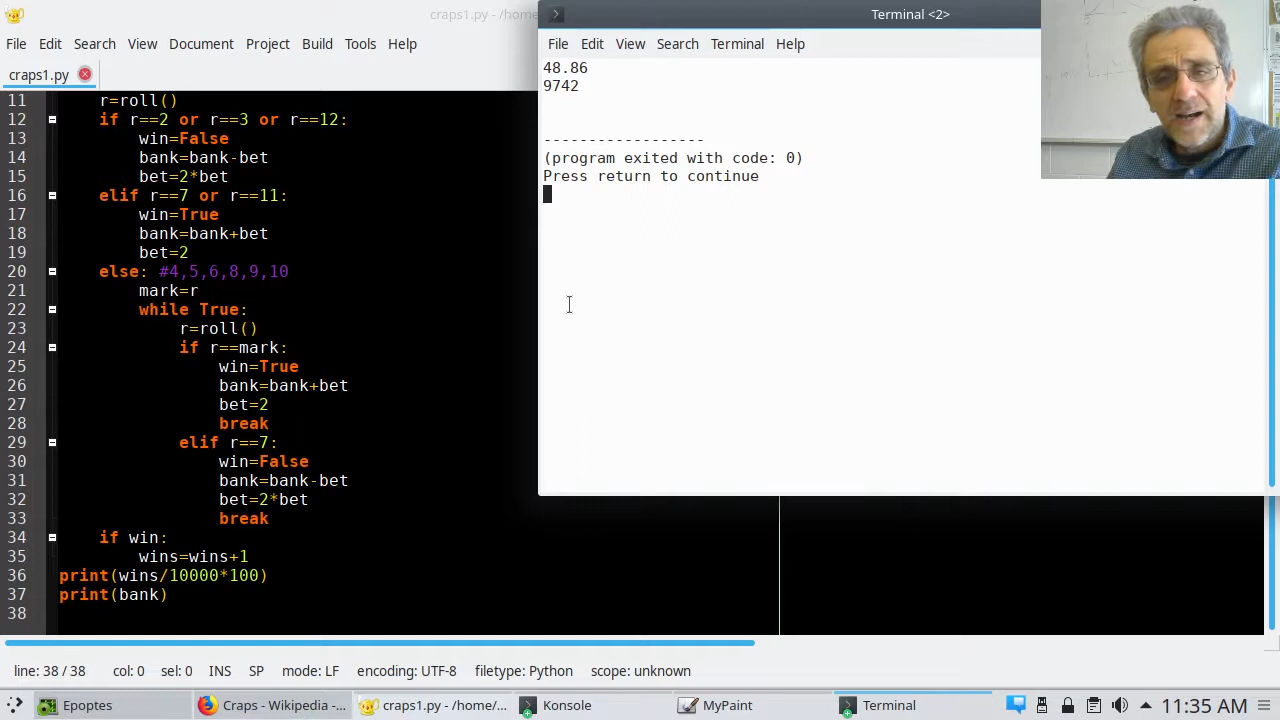 craps1.py - /home
Terminal <2>
File Edit Search View Document Project Build Tools Help
File Edit View Search Terminal Help
craps1.py
48.86
9742
------------------
(program exited with code: 0)
Press return to continue
11 r=roll()
12 if r==2 or r==3 or r==12:
13 win=False
14 bank=bank-bet
15 bet=2*bet
16 elif r==7 or r==11:
17 win=True
18 bank=bank+bet
19 bet=2
20 else: #4,5,6,8,9,10
21 mark=r
22 while True:
23 r=roll()
24 if r==mark:
25 win=True
26 bank=bank+bet
27 bet=2
28 break
29 elif r==7:
30 win=False
31 bank=bank-bet
32 bet=2*bet
33 break
34 if win:
35 wins=wins+1
36 print(wins/10000*100)
37 print(bank)
38
line: 38 / 38 col: 0 sel: 0 INS SP mode: LF encoding: UTF-8 filetype: Python scope: unknown
Epoptes Craps - Wikipedia -... craps1.py - /home/... Konsole MyPaint Terminal 11:35 AM